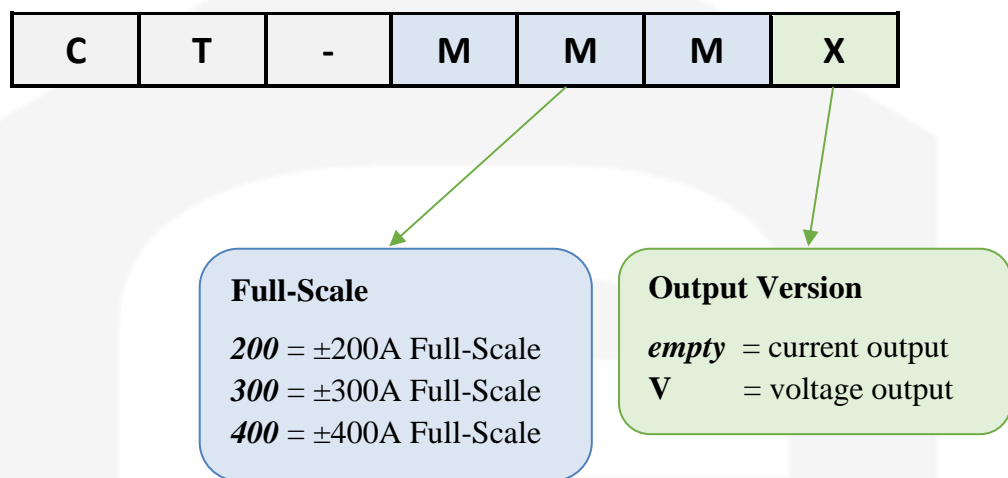 C T - M M M X
Full-Scale
200 = ±200A Full-Scale
300 = ±300A Full-Scale
400 = ±400A Full-Scale
Output Version
empty = current output
V = voltage output